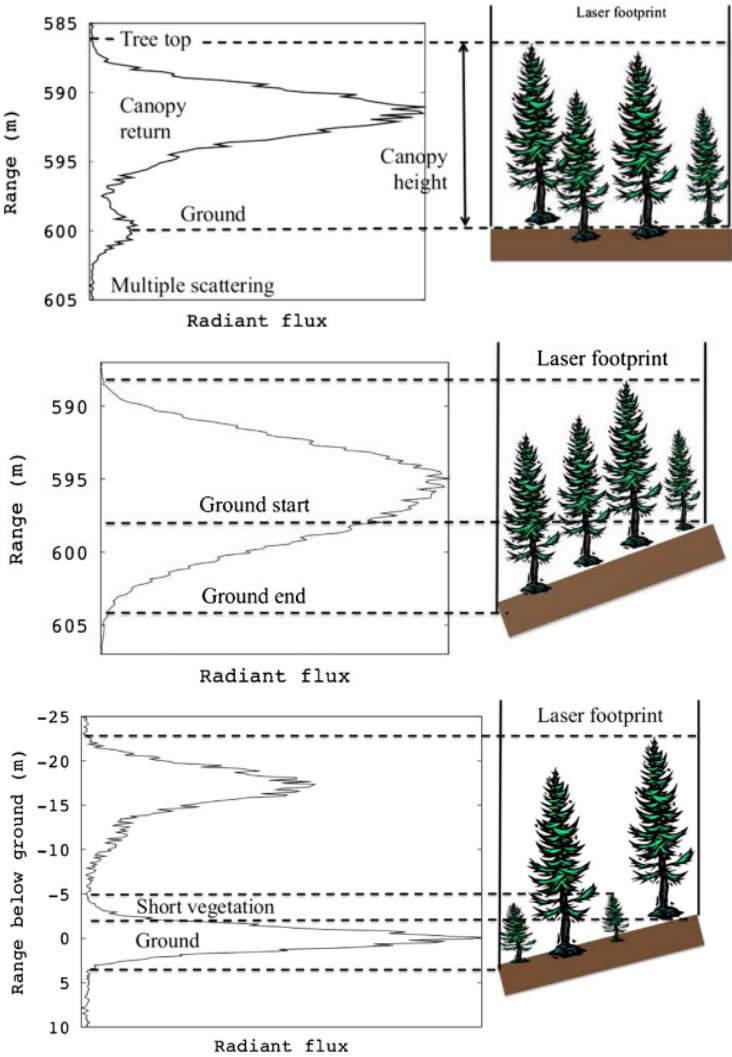 Laser footprint
585
Tree top
590
Canopy
return
Canopy
height
595
Ground
600
Multiple scattering
605
Range (m)
Radiant flux
Laser footprint
590
595
Ground start
600
Ground end
605
Range (m)
Radiant flux
-25
Laser footprint
-20
-15
-10
-5
Short vegetation
0
Ground
5
10
Range below ground (m)
Radiant flux